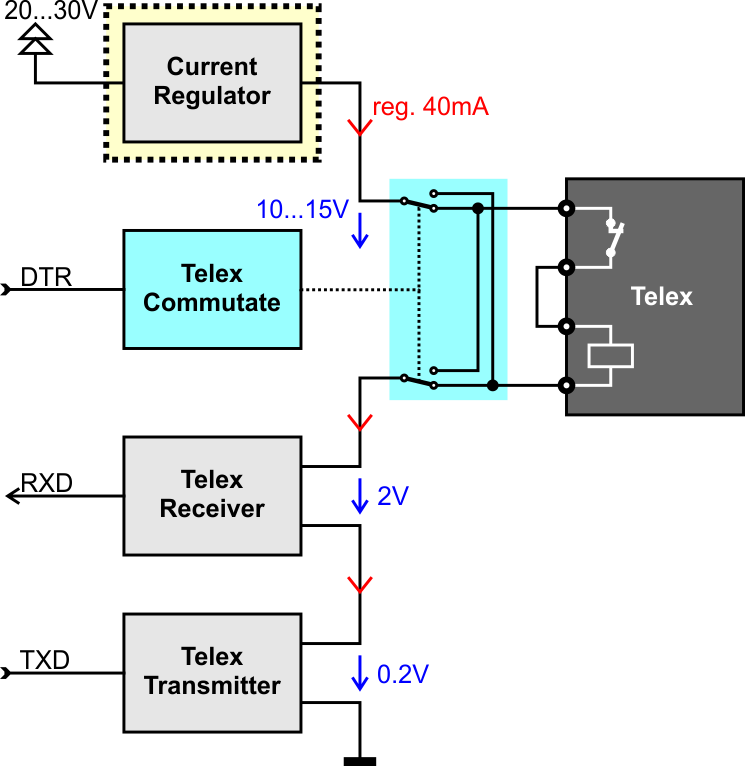 20...30V
Current
Regulator
reg. 40mA
10...15V
DTR
Telex
Commutate
Telex
RXD
Telex
Receiver
2V
TXD
Telex
Transmitter
0.2V